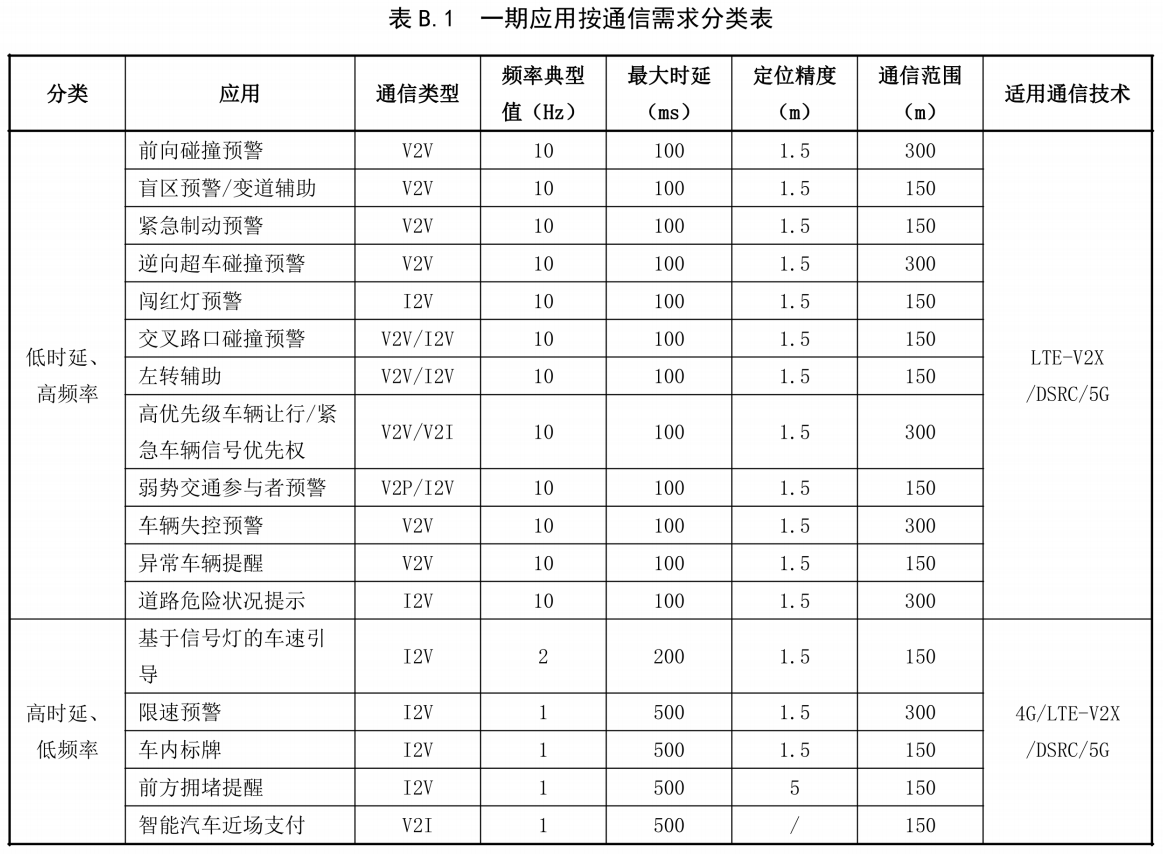 表 B.1 一期应用按通信需求分类表
分类 应用 通信类型 频率典型值（Hz） 最大时延（ms） 定位精度（m） 通信范围（m） 适用通信技术
低时延、高频率
前向碰撞预警 V2V 10 100 1.5 300
盲区预警/变道辅助 V2V 10 100 1.5 150
紧急制动预警 V2V 10 100 1.5 150
逆向超车碰撞预警 V2V 10 100 1.5 300
闯红灯预警 I2V 10 100 1.5 150
交叉路口碰撞预警 V2V/I2V 10 100 1.5 150
左转辅助 V2V/I2V 10 100 1.5 150
高优先级车辆让行/紧急车辆信号优先权 V2V/V2I 10 100 1.5 300
弱势交通参与者预警 V2P/I2V 10 100 1.5 150
车辆失控预警 V2V 10 100 1.5 300
异常车辆提醒 V2V 10 100 1.5 150
道路危险状况提示 I2V 10 100 1.5 300
LTE-V2X
/DSRC/5G
高时延、低频率
基于信号灯的车速引导 I2V 2 200 1.5 150
限速预警 I2V 1 500 1.5 300
车内标牌 I2V 1 500 1.5 150
前方拥堵提醒 I2V 1 500 5 150
智能汽车近场支付 V2I 1 500 / 150
4G/LTE-V2X
/DSRC/5G